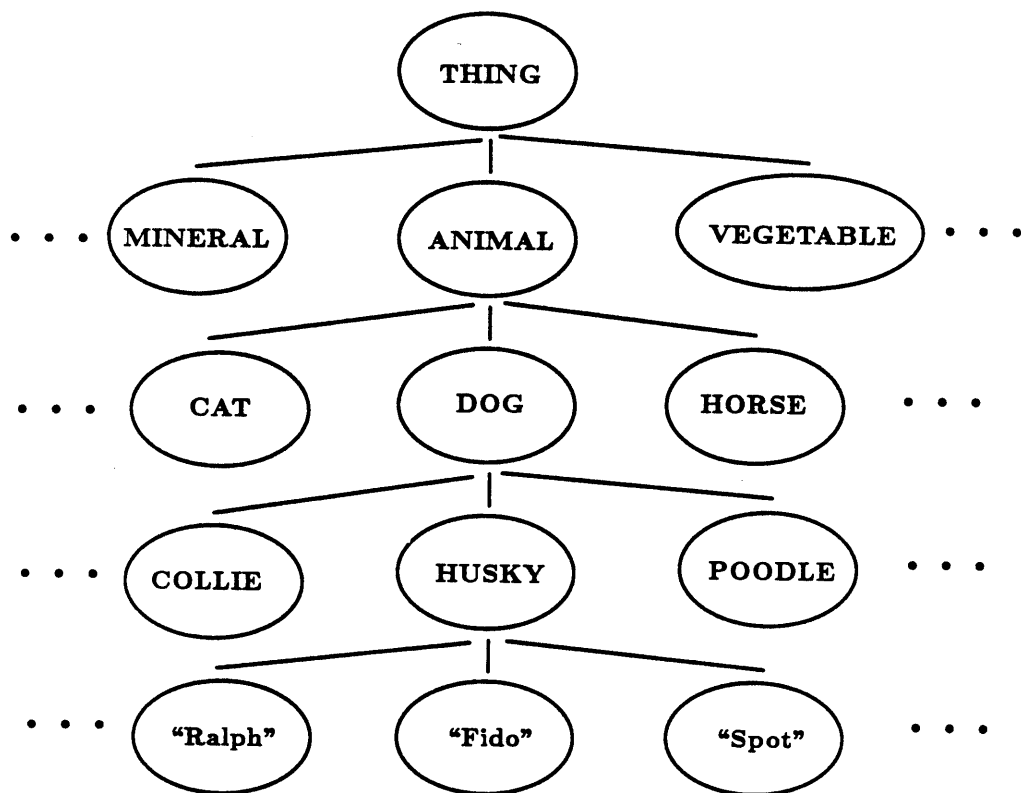 THING
MINERAL ANIMAL VEGETABLE
CAT DOG HORSE
COLLIE HUSKY POODLE
“Ralph” “Fido” “Spot”